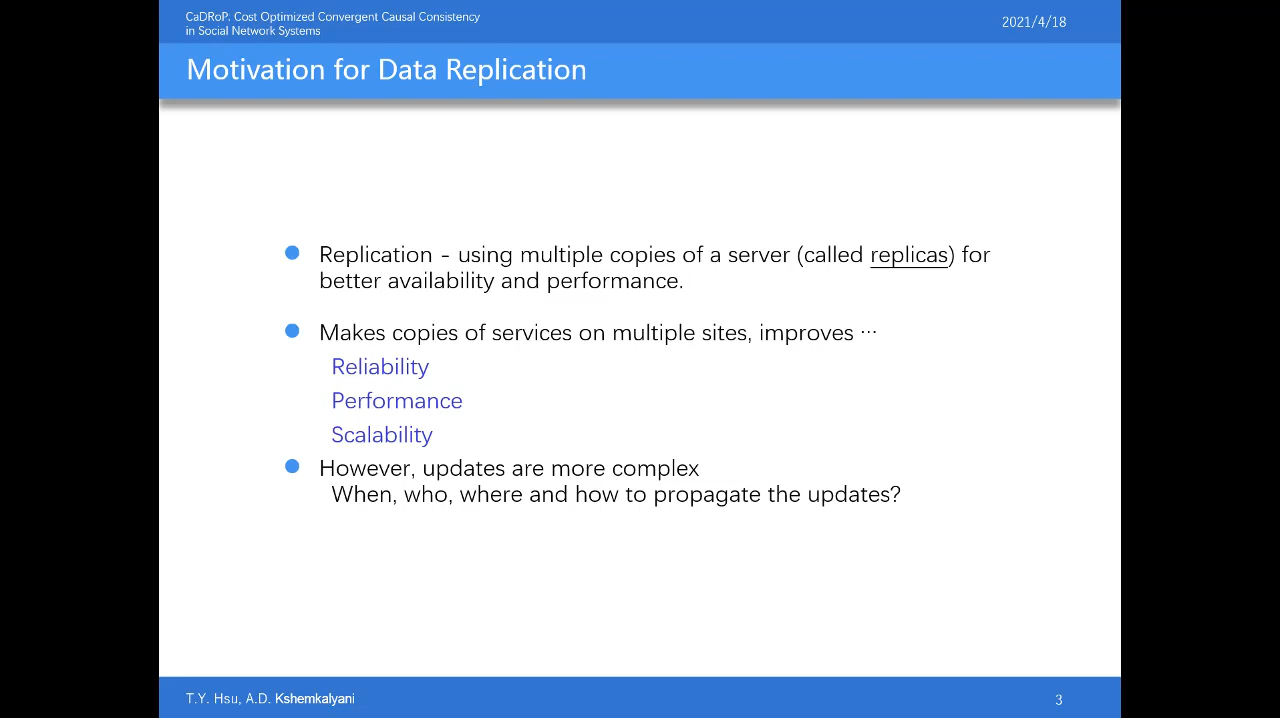 CaDRoP. Cost Optimized Convergent Causal Consistency
in Social Network Systems
2021/4/18
Motivation for Data Replication
Replication - using multiple copies of a server (called replicas) for
better availability and performance.
Makes copies of services on multiple sites, improves ⋯
Reliability
Performance
Scalability
However, updates are more complex
When, who, where and how to propagate the updates?
T.Y. Hsu, A.D. Kshemkalyani
3